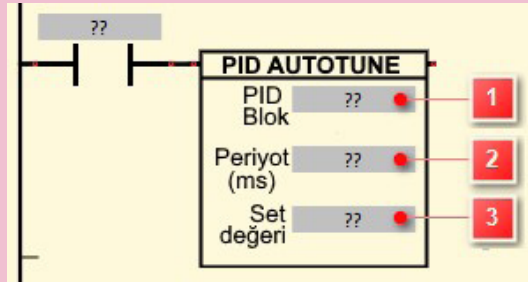 ??
PID AUTOTUNE
PID
Blok
??
1
Periyot
(ms)
??
2
Set
değeri
??
3